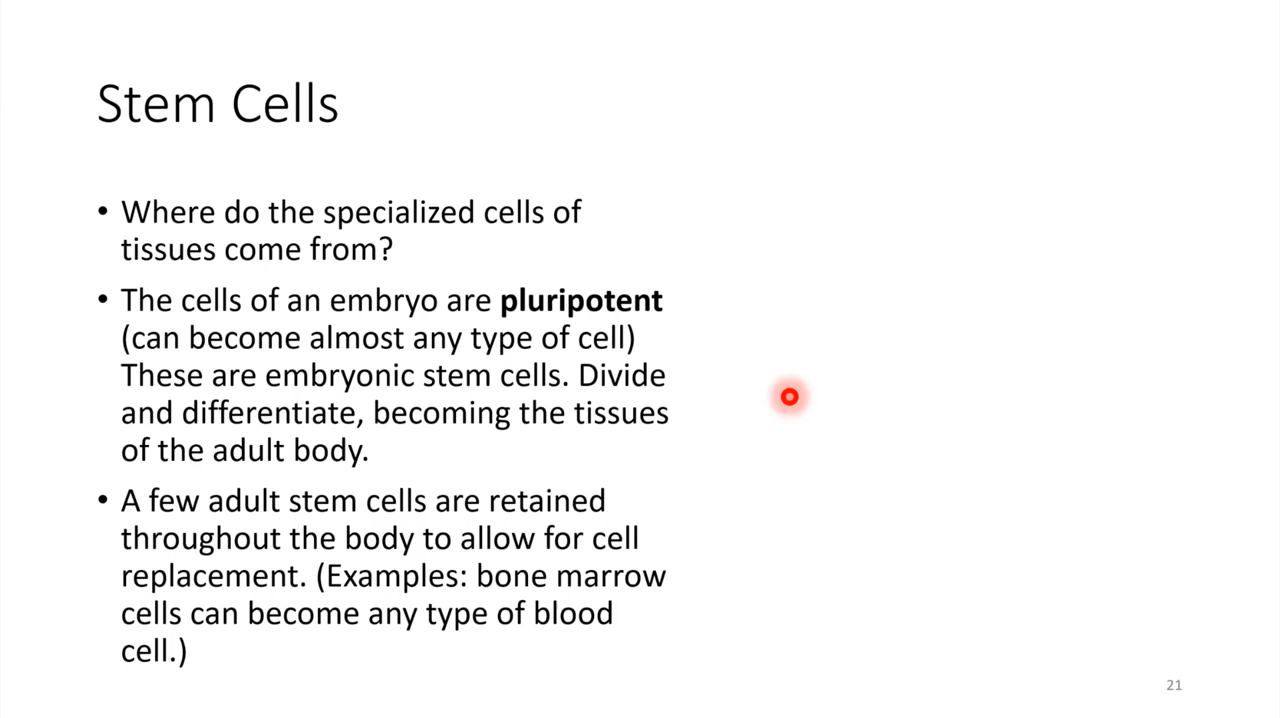 Stem Cells
• Where do the specialized cells of
tissues come from?
• The cells of an embryo are pluripotent
(can become almost any type of cell)
These are embryonic stem cells. Divide
and differentiate, becoming the tissues
of the adult body.
• A few adult stem cells are retained
throughout the body to allow for cell
replacement. (Examples: bone marrow
cells can become any type of blood
cell.)
21